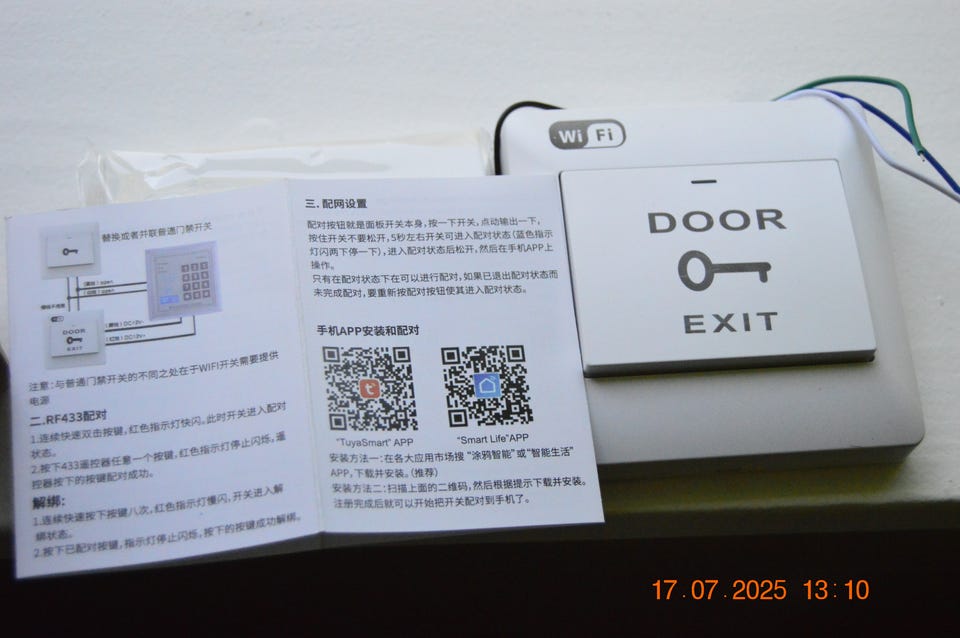 替换或者并联普通门禁开关
DOOR
EXIT
注意:与普通门禁开关的不同之处在于WIFI开关需要提供
电源
二.RF433配对
1.连续快速双击按键,红色指示灯快闪。此时开关进入配对
状态。
2.按下433遥控器任意一个按键,红色指示灯停止闪烁,遥
控器按下的按键配对成功。
解绑:
1.连续快速按下按键八次,红色指示灯慢闪,开关进入解
绑状态。
2.按下已配对按键,指示灯停止闪烁,按下的按键成功解绑。
三. 配网设置
配对按钮就是面板开关本身,按一下开关,点动输出一下,
按住开关不要松开,5秒左右开关可进入配对状态(蓝色指示
灯闪两下停一下),进入配对状态后松开,然后在手机APP上
操作。
只有在配对状态下在可以进行配对,如果已退出配对状态而
未完成配对,要重新按配对按钮使其进入配对状态。
手机APP安装和配对
"TuyaSmart" APP
"Smart Life"APP
安装方法一:在各大应用市场搜"涂鸦智能"或"智能生活"
APP,下载并安装。(推荐)
安装方法二:扫描上面的二维码,然后根据提示下载并安装。
注册完成后就可以开始把开关配对到手机了。
Wi Fi
DOOR
EXIT
17.07.2025 13:10